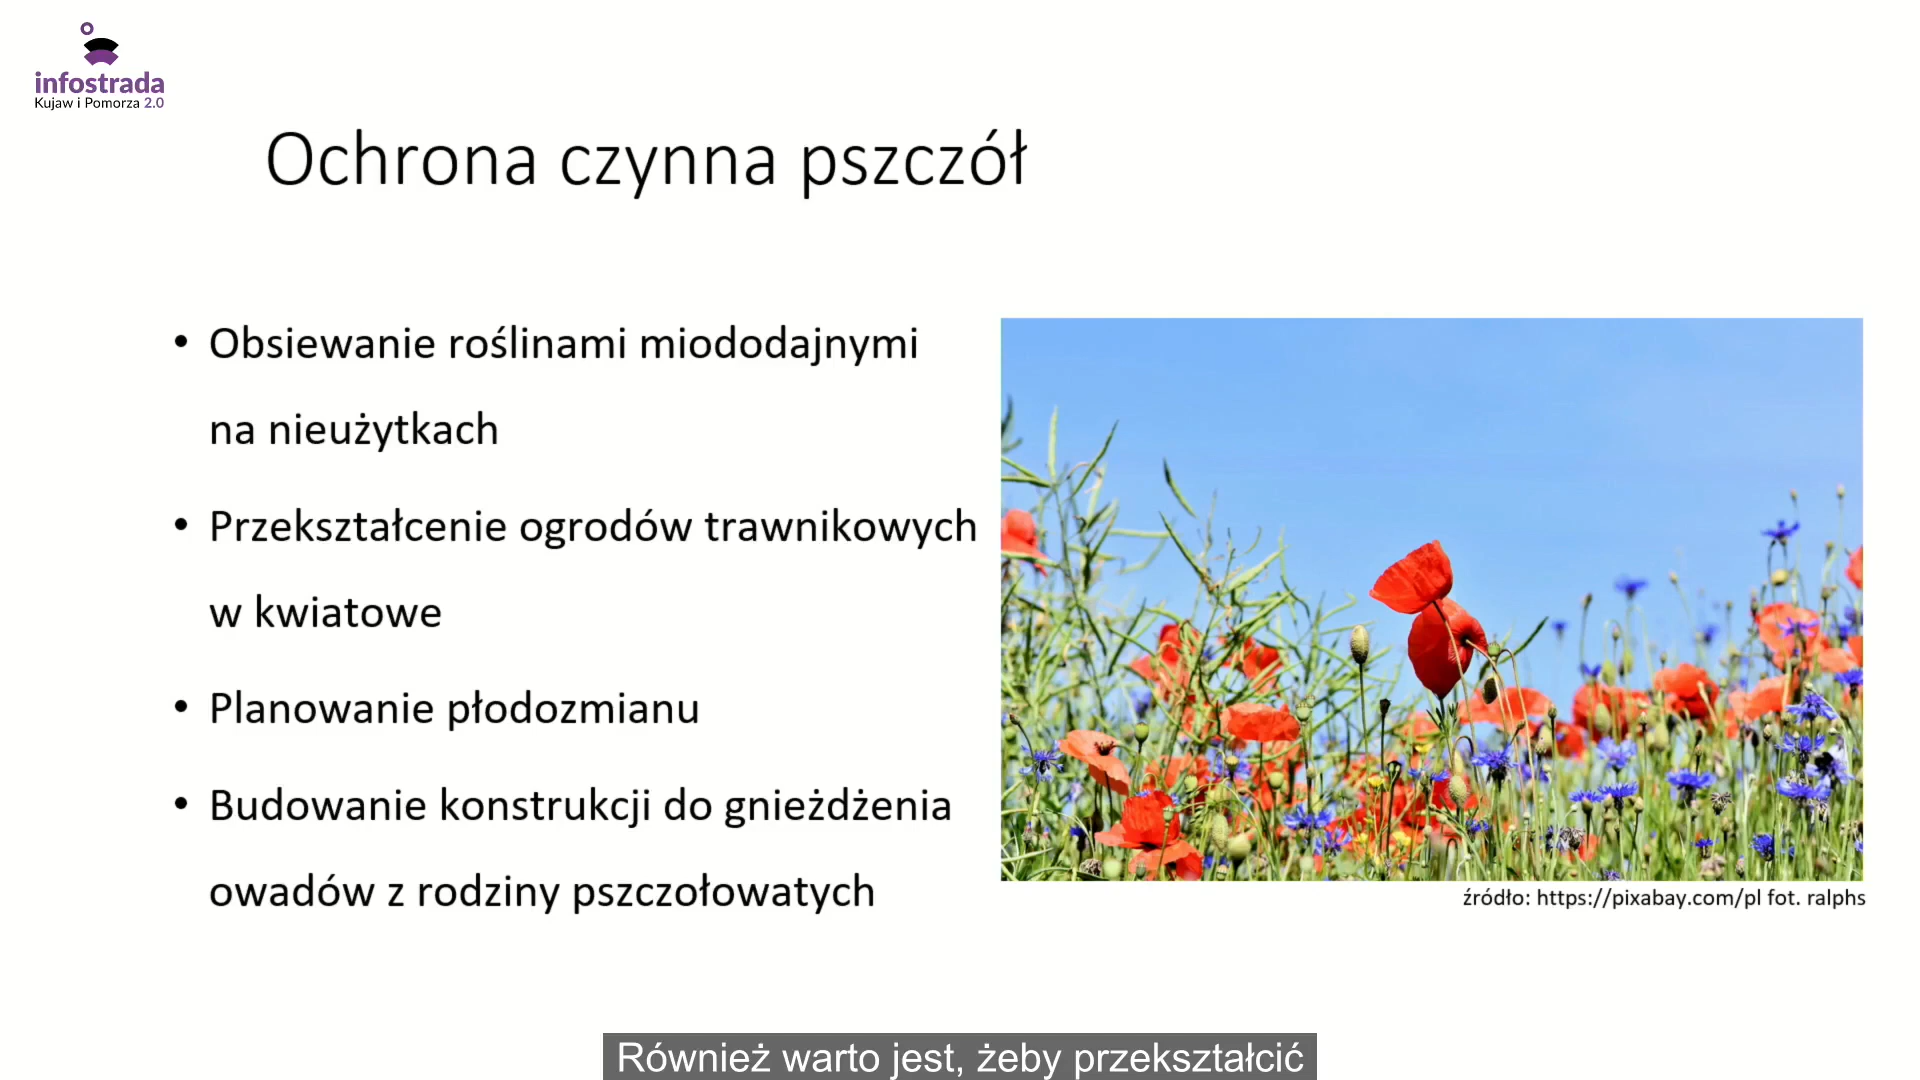 infostrada
Kujaw i Pomorza 2.0
Ochrona czynna pszczół
• Obsiewanie roślinami miododajnymi
na nieużytkach
• Przekształcenie ogrodów trawnikowych
w kwiatowe
• Planowanie płodozmianu
• Budowanie konstrukcji do gnieżdżenia
owadów z rodziny pszczołowatych
źródło: https://pixabay.com/pl fot. ralphs
Również warto jest, żeby przekształcić